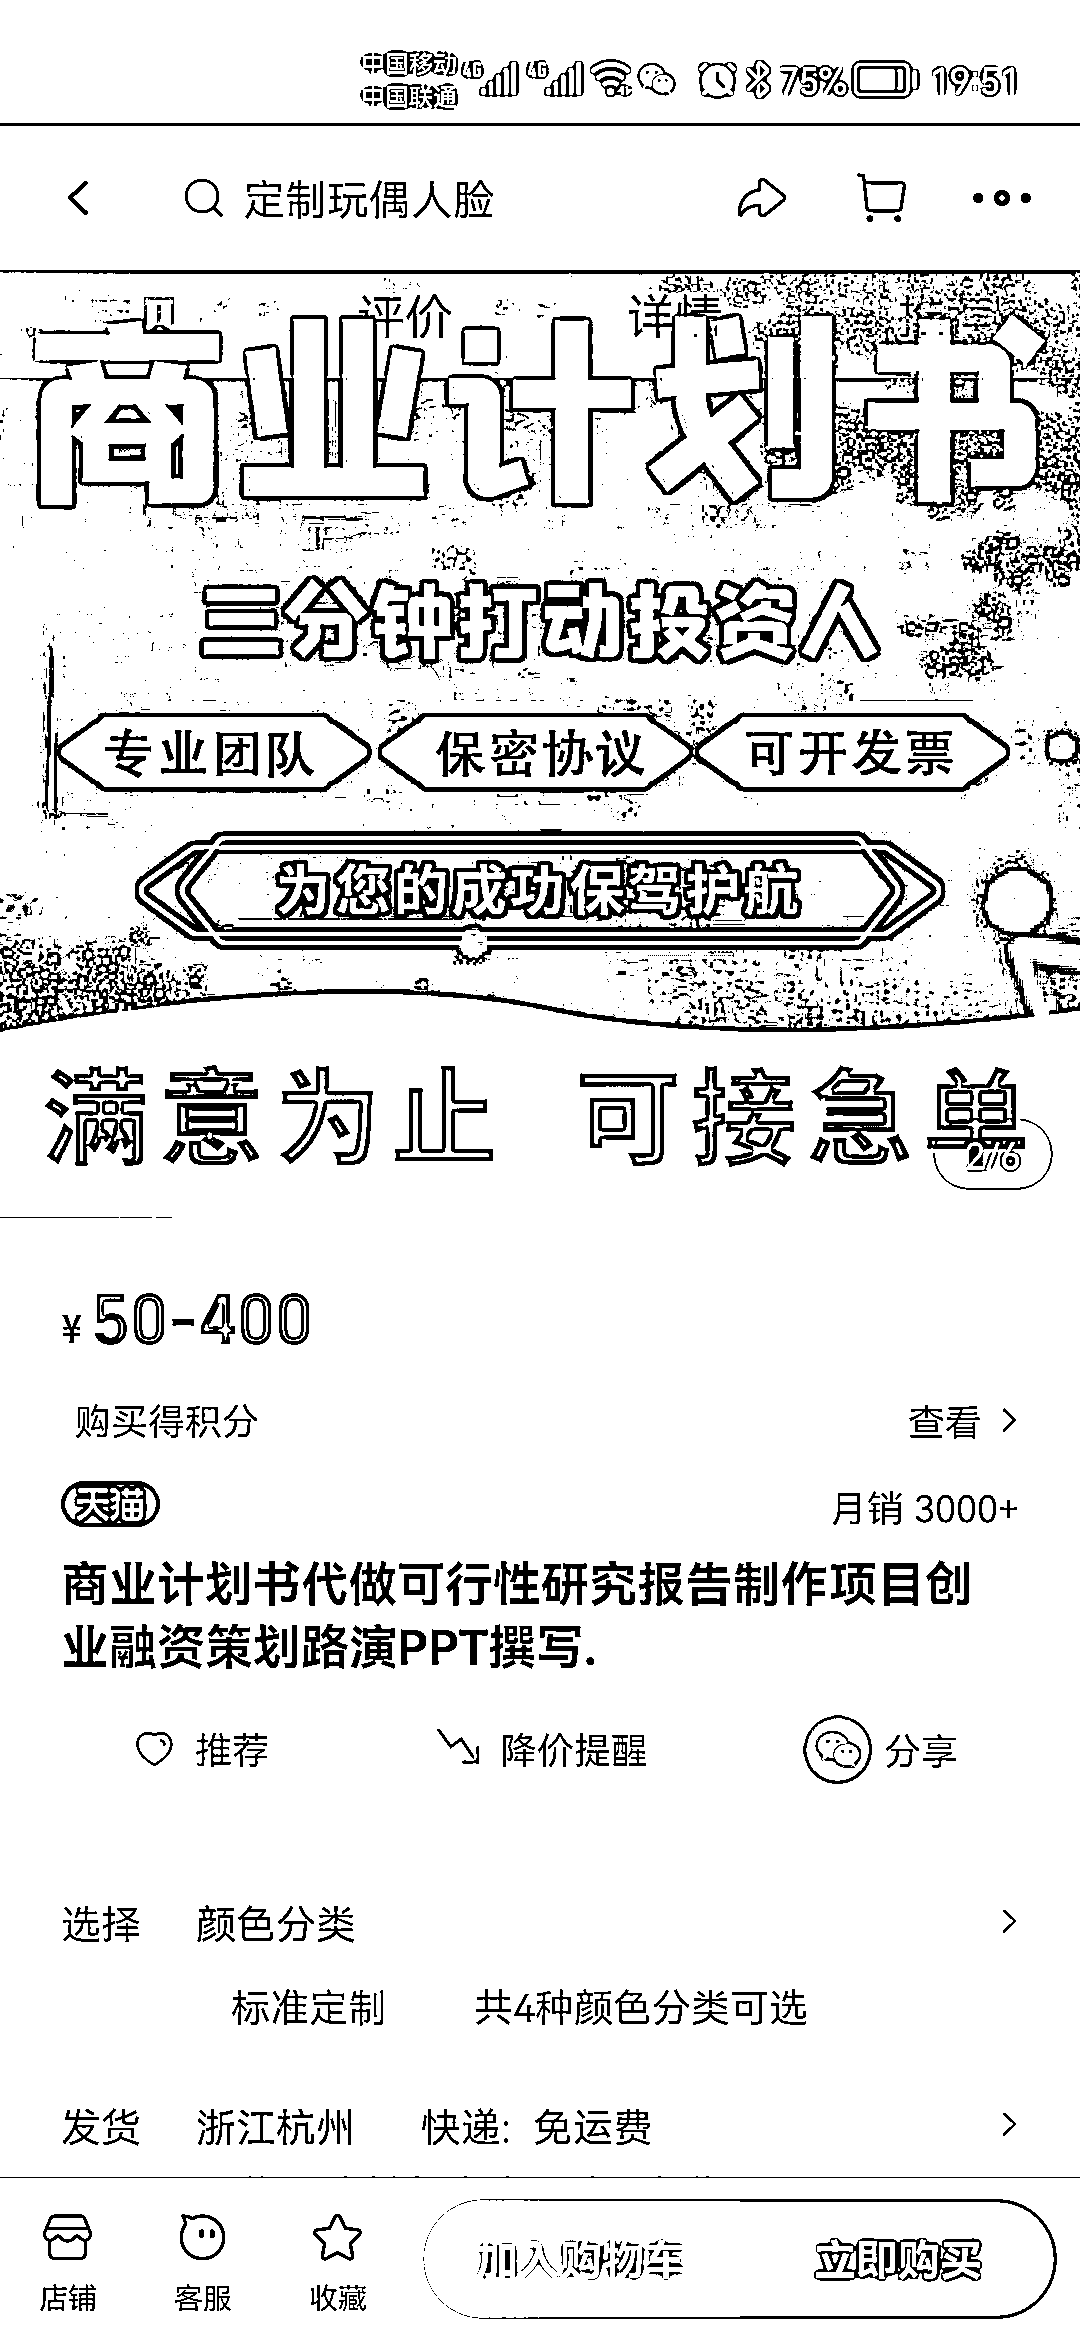 中国移动 4G 4G 75% 19:51
中国联通
定制玩偶人脸
评价 详情
商业计划书
三分钟打动投资人
专业团队 保密协议 可开发票
为您的成功保驾护航
满意为止 可接急单
2/6
¥50-400
购买得积分 查看
天猫 月销 3000+
商业计划书代做可行性研究报告制作项目创
业融资策划路演PPT撰写.
推荐 降价提醒 分享
选择 颜色分类
标准定制 共4种颜色分类可选
发货 浙江杭州 快递: 免运费
店铺 客服 收藏 加入购物车 立即购买